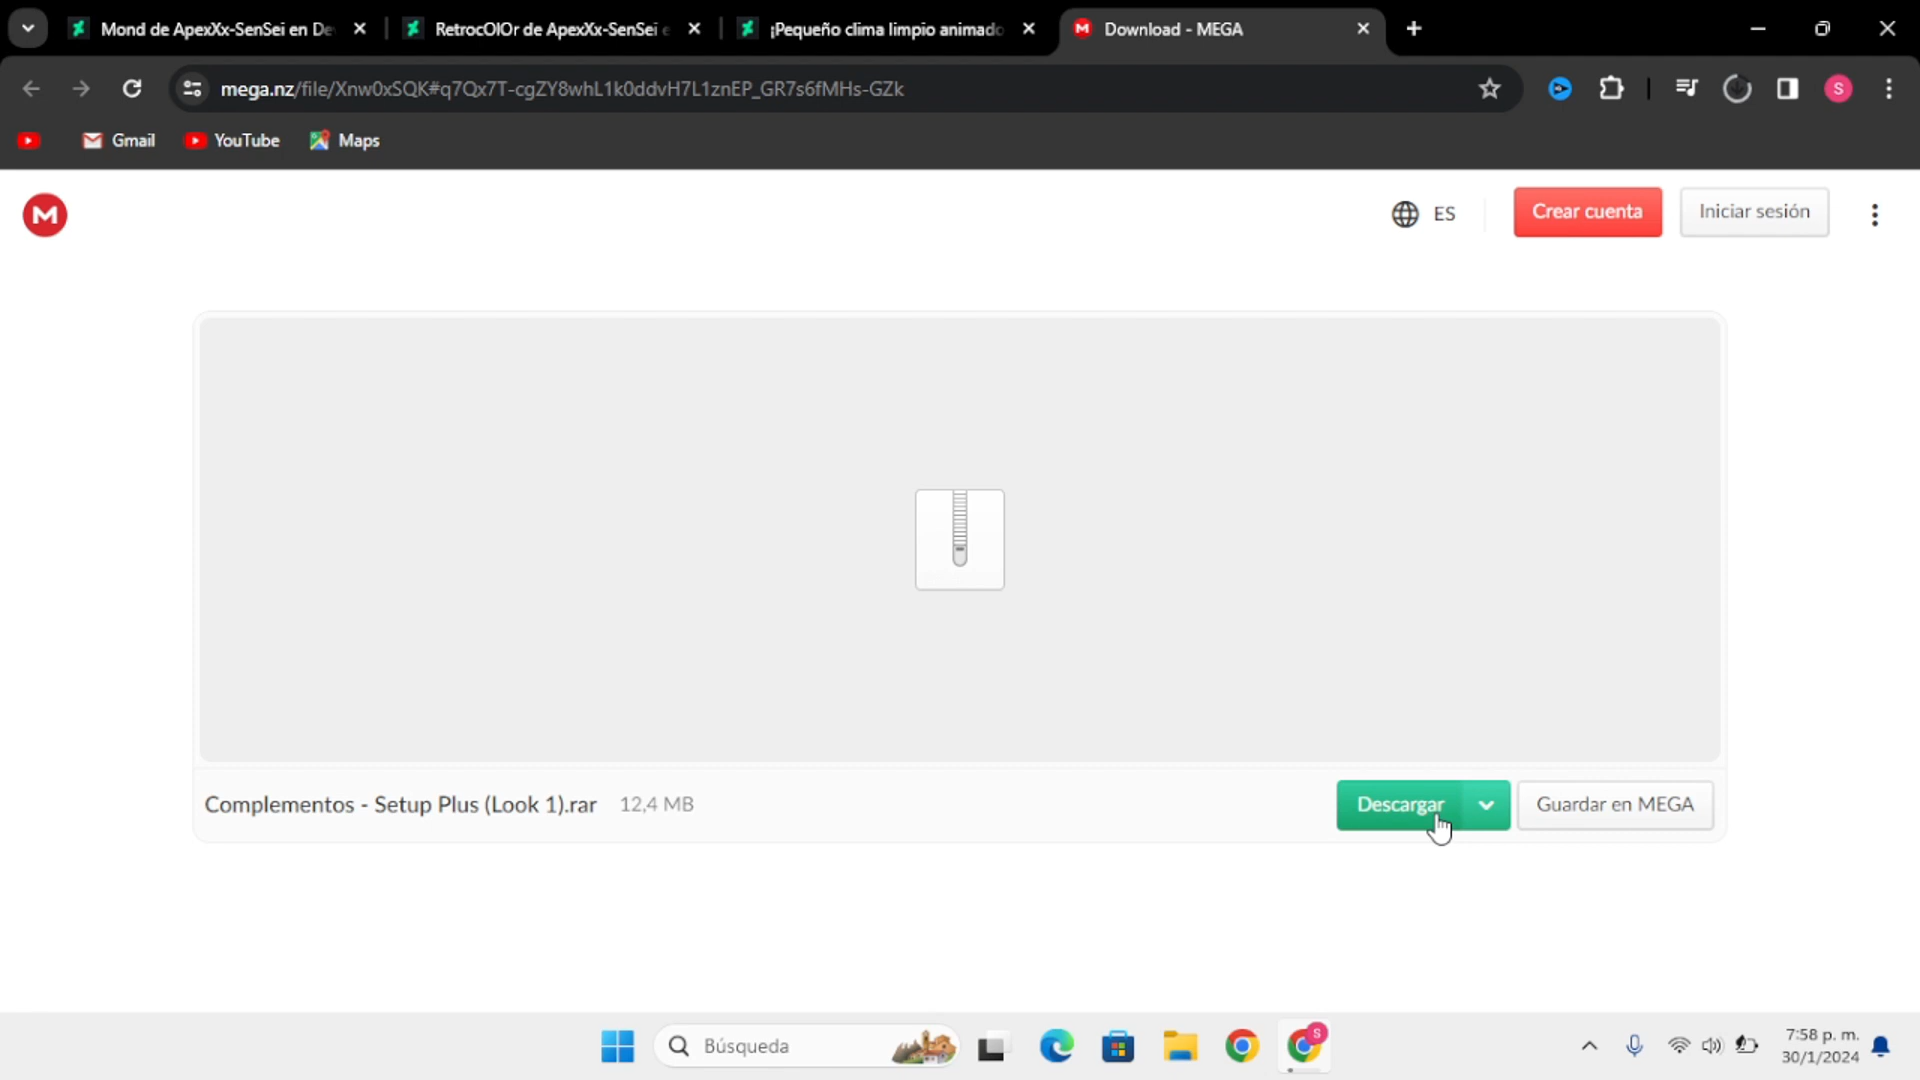 Mond de ApexXx-SenSei en De
RetrocOlOr de ApexXx-SenSei e
¡Pequeño clima limpio animado
Download - MEGA
mega.nz/file/Xnw0xSQK#q7Qx7T-cgZY8whL1k0ddvH7L1znEP_GR7s6fMHs-GZk
S
Gmail
YouTube
Maps
M
ES
Crear cuenta
Iniciar sesión
Complementos - Setup Plus (Look 1).rar
12,4 MB
Descargar
Guardar en MEGA
Búsqueda
S
7:58 p. m.
30/1/2024